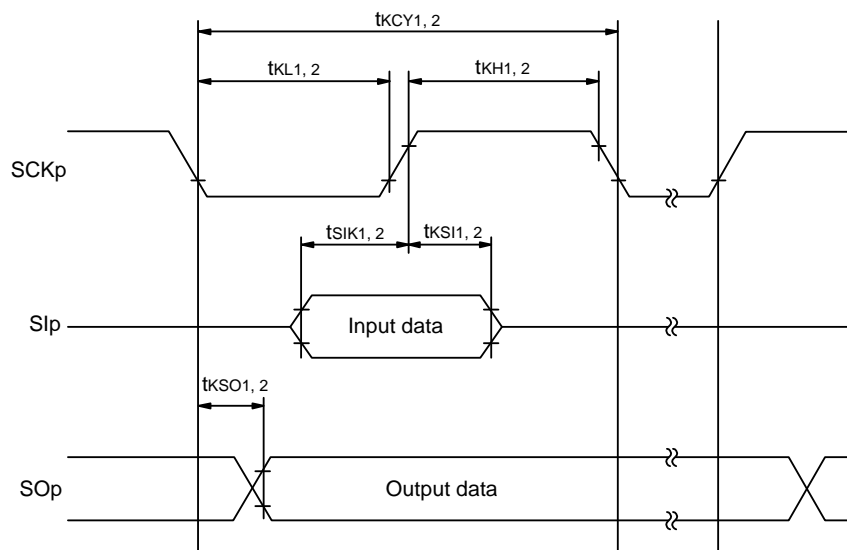 tKCY1, 2
tKL1, 2
tKH1, 2
SCKp
tSIK1, 2
tKSI1, 2
SIp
Input data
tKSO1, 2
SOp
Output data